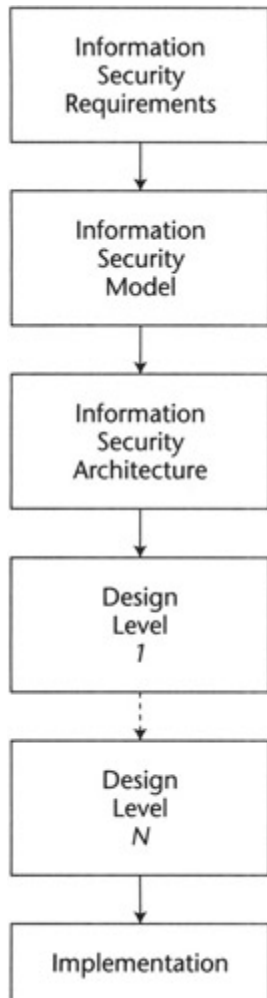 Information
Security
Requirements
Information
Security
Model
Information
Security
Architecture
Design
Level
1
Design
Level
N
Implementation